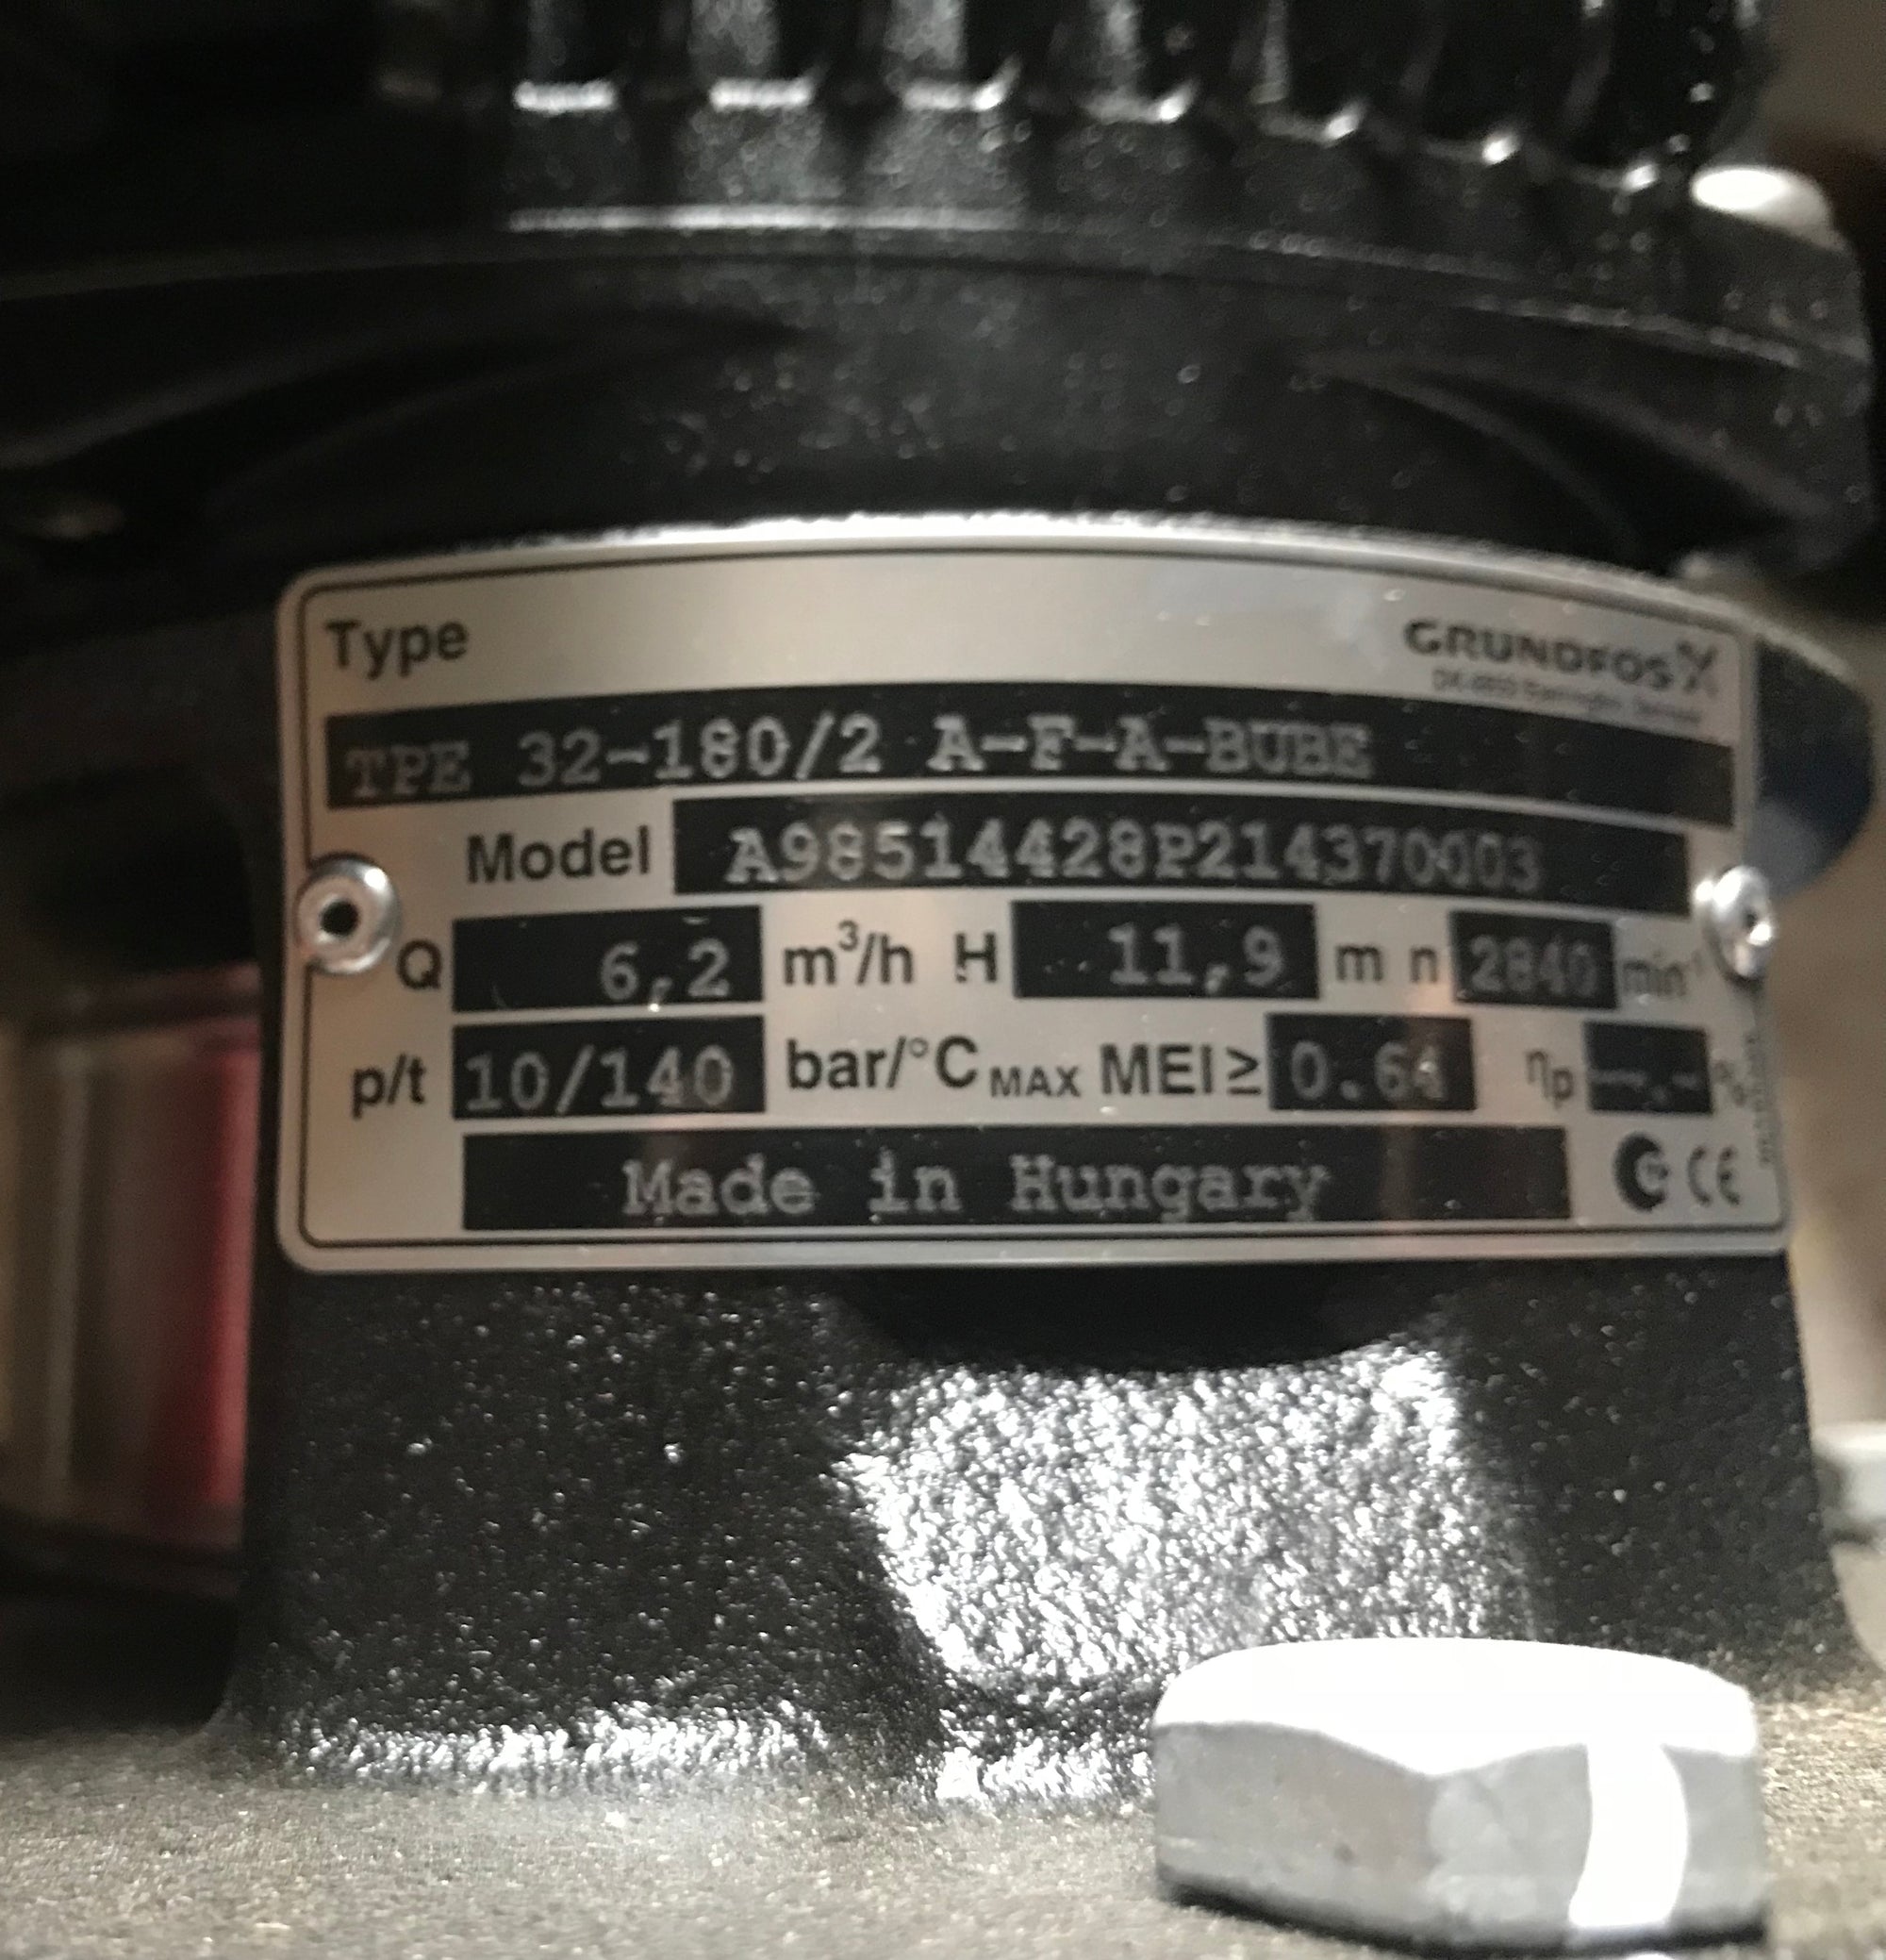 Type
GRUNDFOS
TPE 32-180/2 A-F-A-BUBE
Model A98514428P214370003
Q 6,2 m³/h H 11,9 m n 2840 min⁻¹
p/t 10/140 bar/°C MAX MEI ≥ 0.64 ηp --.- %
Made in Hungary CE